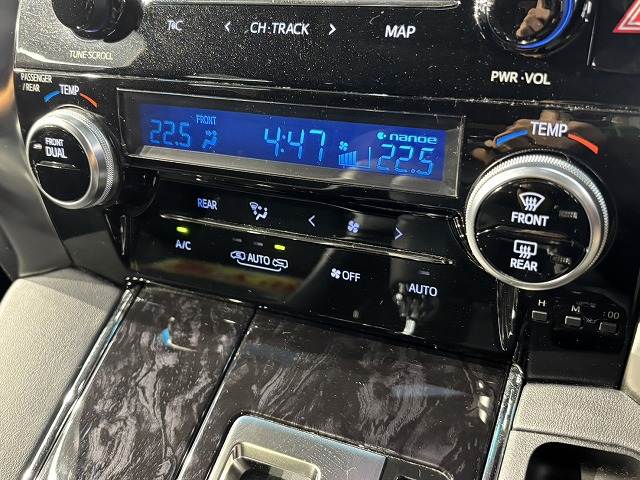 CH·TRACK
MAP
TUNE·SCROLL
PWR·VOL
PASSENGER
/REAR
TEMP
FRONT
DUAL
22.5
FRONT
4:47
nanoe
22.5
TEMP
FRONT
REAR
REAR
A/C
AUTO
OFF
AUTO
H
M
:00